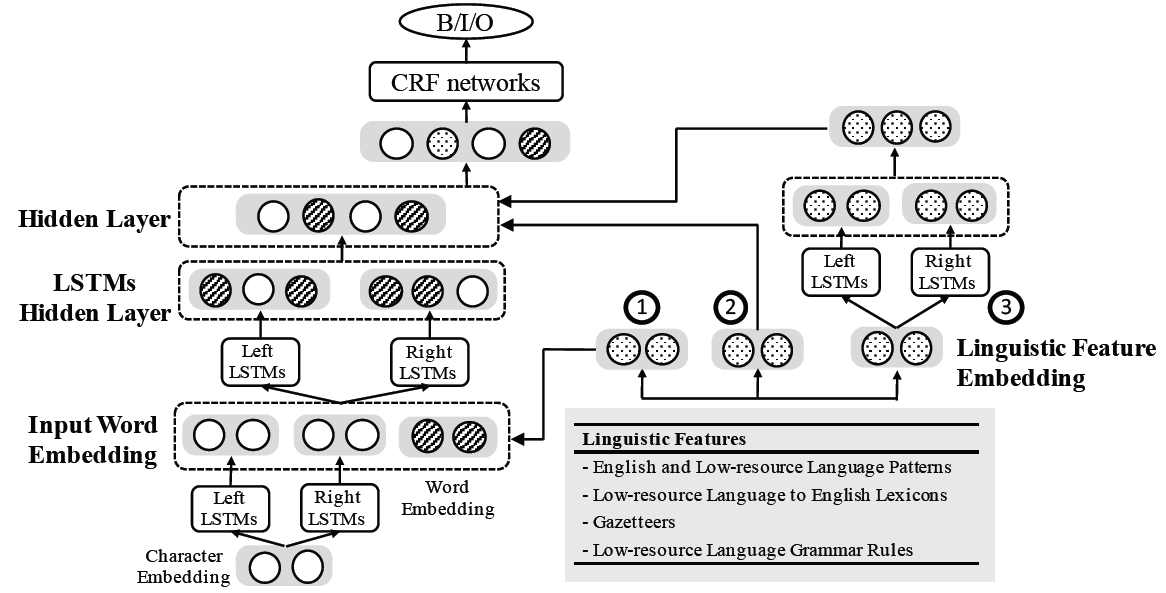 B/I/O
CRF networks
Hidden Layer
LSTMs
Hidden Layer
Left
LSTMs
Right
LSTMs
Input Word
Embedding
Left
LSTMs
Right
LSTMs
Word
Embedding
Character
Embedding
Left
LSTMs
Right
LSTMs
1
2
3
Linguistic Feature
Embedding
Linguistic Features
- English and Low-resource Language Patterns
- Low-resource Language to English Lexicons
- Gazetteers
- Low-resource Language Grammar Rules